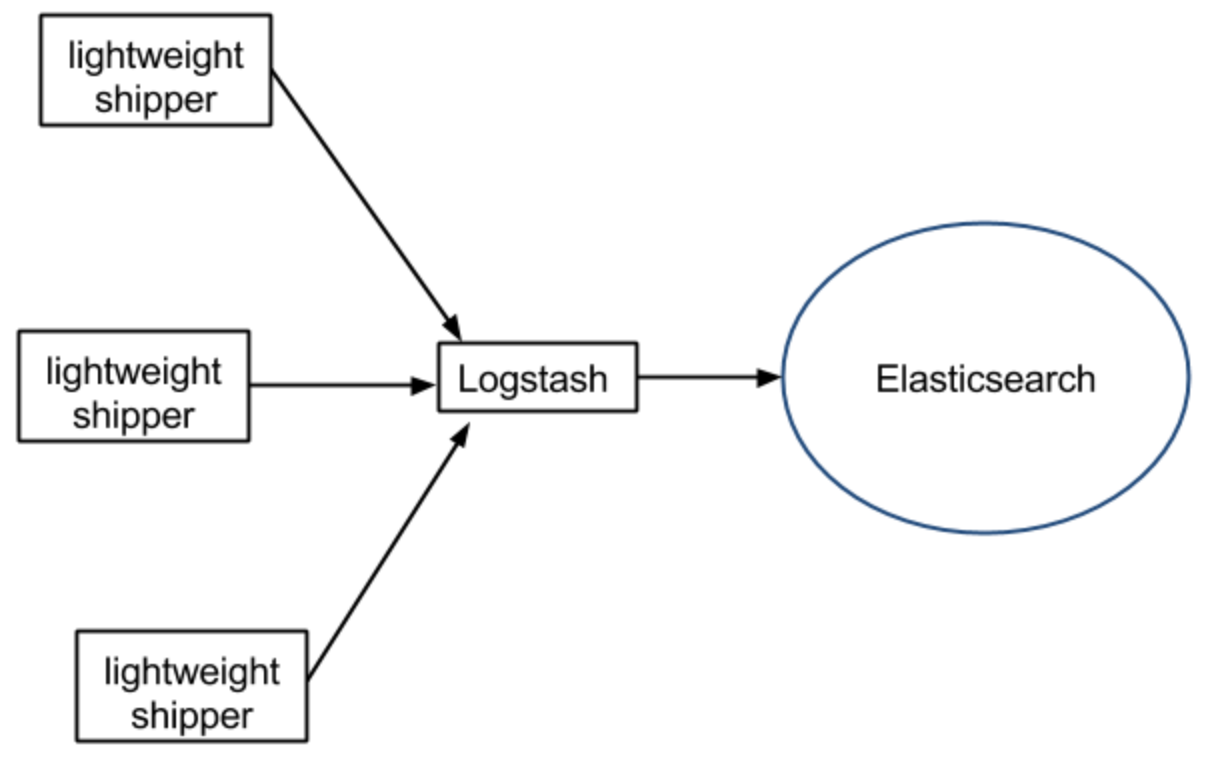 lightweight
shipper
lightweight
shipper
Logstash
Elasticsearch
lightweight
shipper